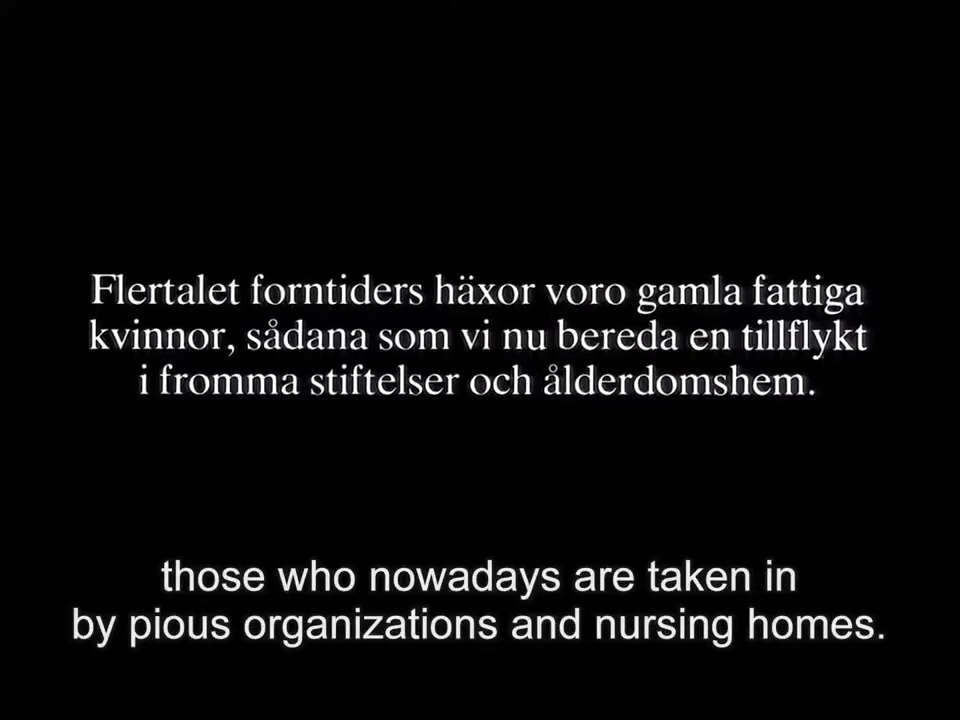 Flertalet forntiders häxor voro gamla fattiga
kvinnor, sådana som vi nu bereda en tillflykt
i fromma stiftelser och ålderdomshem.
those who nowadays are taken in
by pious organizations and nursing homes.